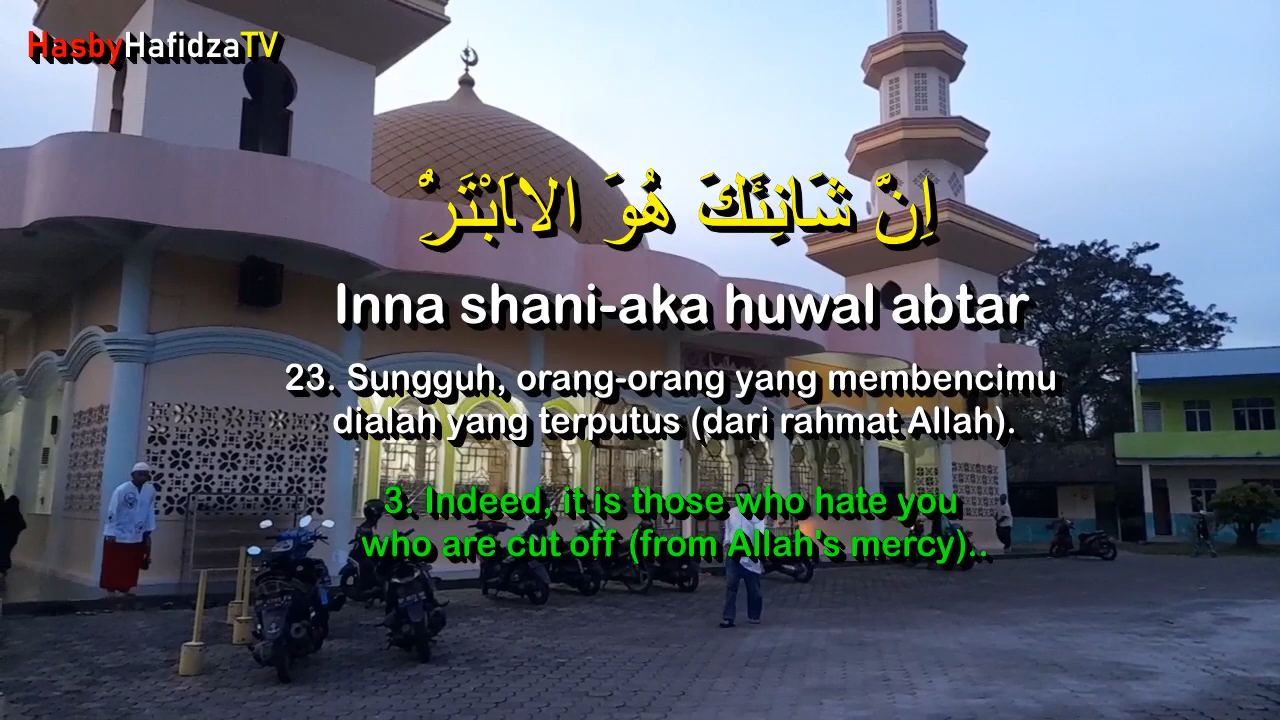 HasbyHafidzaTV
اِنَّ شَانِئَكَ هُوَ الااَبْتَرُِ
Inna shani-aka huwal abtar
23. Sungguh, orang-orang yang membencimu
dialah yang terputus (dari rahmat Allah).
3. Indeed, it is those who hate you
who are cut off (from Allah's mercy)..